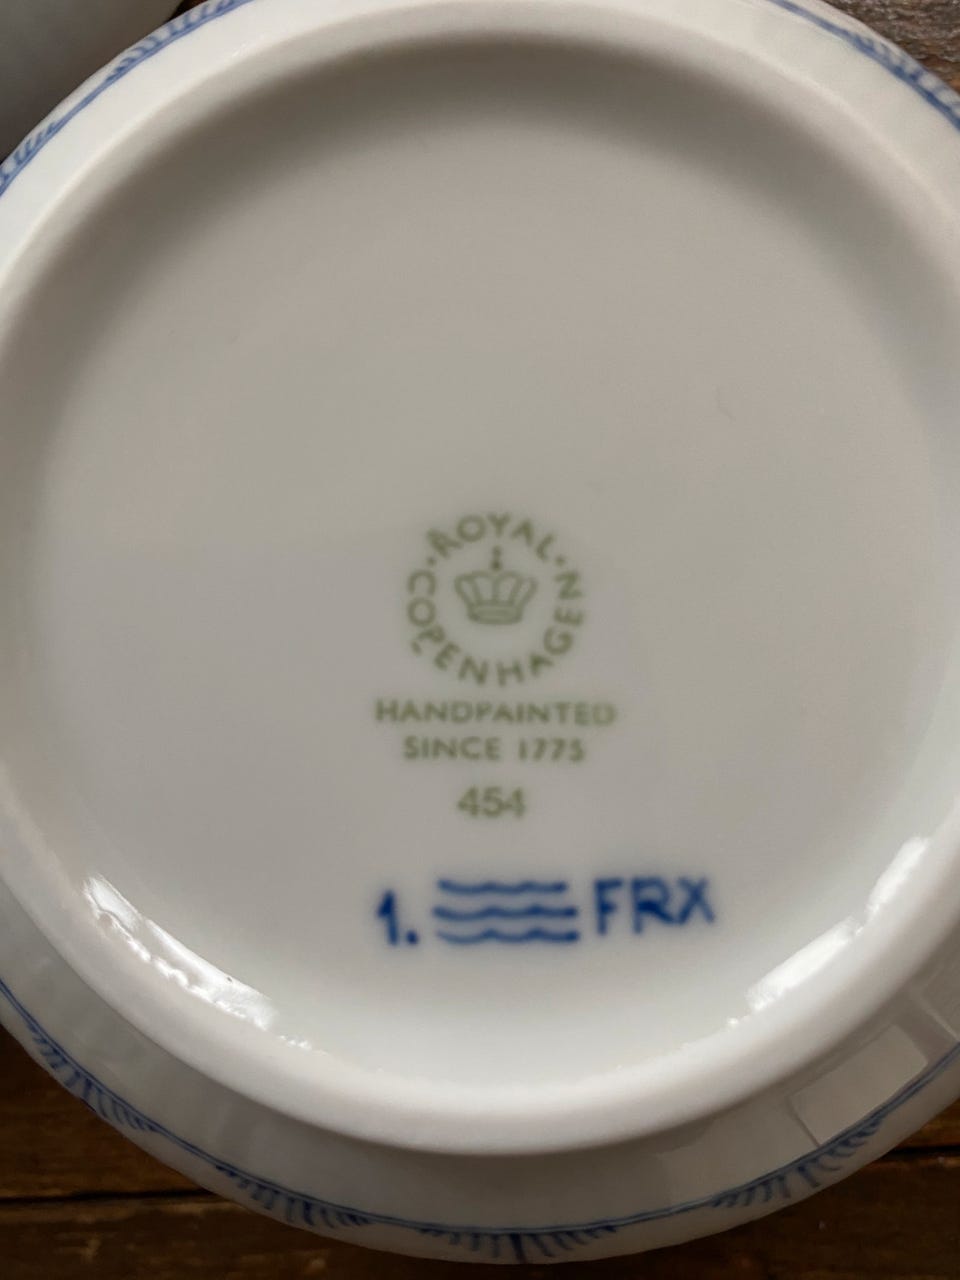 ROYAL
COPENHAGEN
HANDPAINTED
SINCE 1775
454
1. FRX